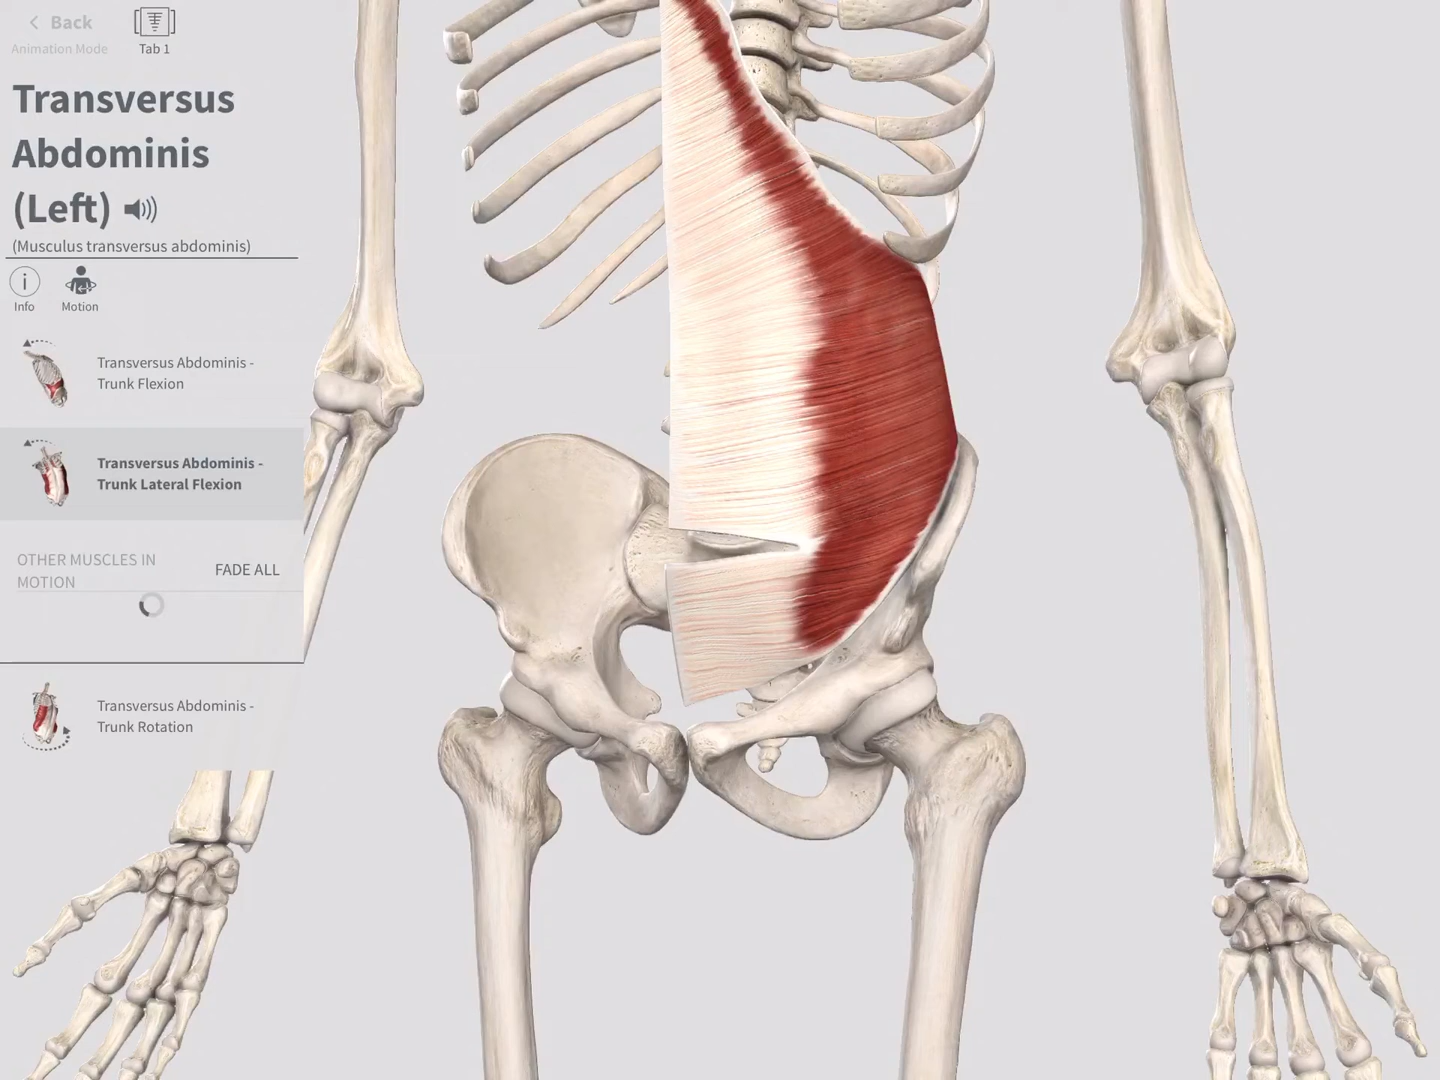 Back
Animation Mode
Tab 1
Transversus
Abdominis
(Left)
(Musculus transversus abdominis)
i
Info
Motion
Transversus Abdominis -
Trunk Flexion
Transversus Abdominis -
Trunk Lateral Flexion
OTHER MUSCLES IN
MOTION
FADE ALL
Transversus Abdominis -
Trunk Rotation